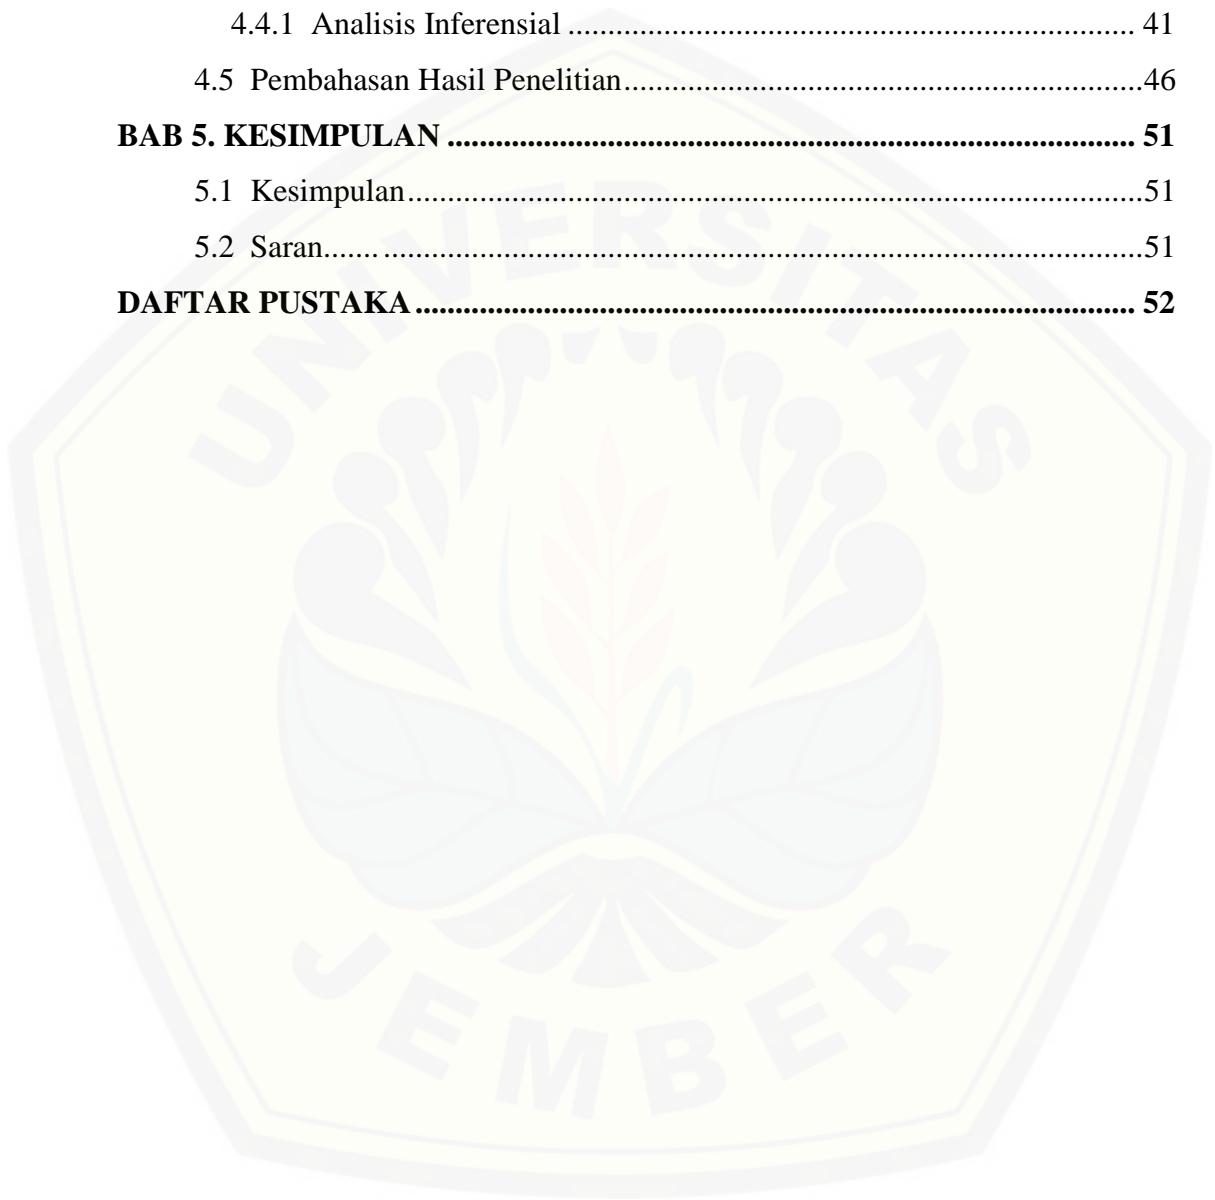 4.4.1 Analisis Inferensial ........................................................................... 41
4.5 Pembahasan Hasil Penelitian.....................................................................46
BAB 5. KESIMPULAN .................................................................................... 51
5.1 Kesimpulan.................................................................................................51
5.2 Saran....... ....................................................................................................51
DAFTAR PUSTAKA........................................................................................ 52
UNIVERSITAS
JEMBER